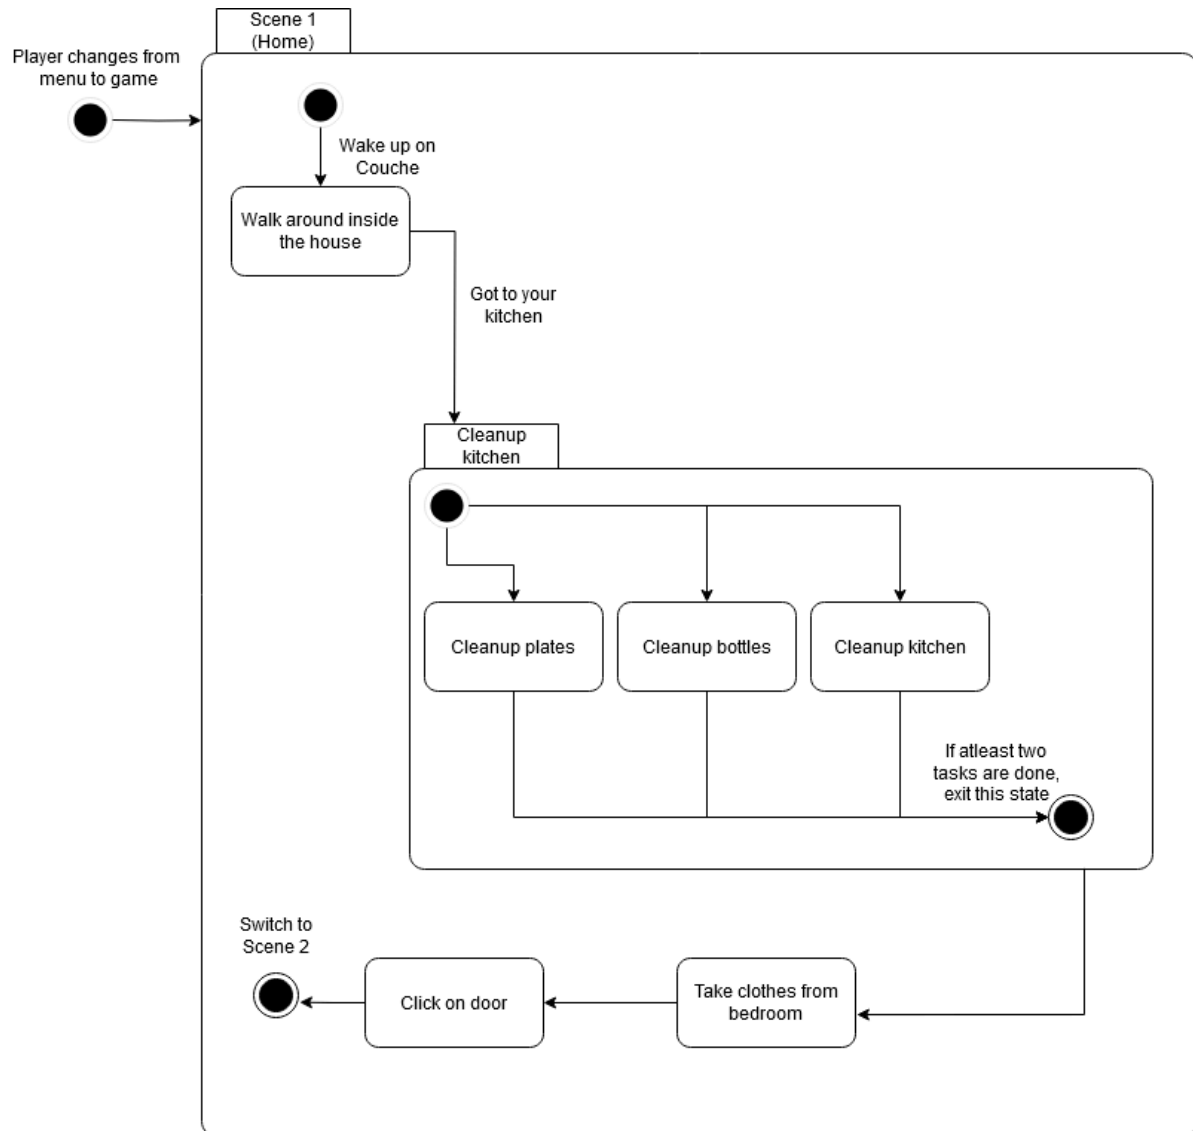 Scene 1
(Home)
Player changes from
menu to game
Wake up on
Couche
Walk around inside
the house
Got to your
kitchen
Cleanup
kitchen
Cleanup plates
Cleanup bottles
Cleanup kitchen
If atleast two
tasks are done,
exit this state
Switch to
Scene 2
Click on door
Take clothes from
bedroom